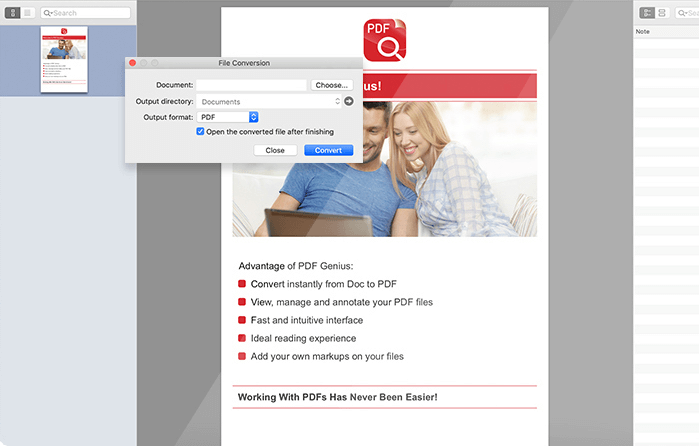 Search
PDF
Sea
Note
File Conversion
Document:
Choose...
Output directory:
Documents
Output format:
PDF
Open the converted file after finishing
Close
Convert
us!
Advantage of PDF Genius:
Convert instantly from Doc to PDF
View, manage and annotate your PDF files
Fast and intuitive interface
Ideal reading experience
Add your own markups on your files
Working With PDFs Has Never Been Easier!